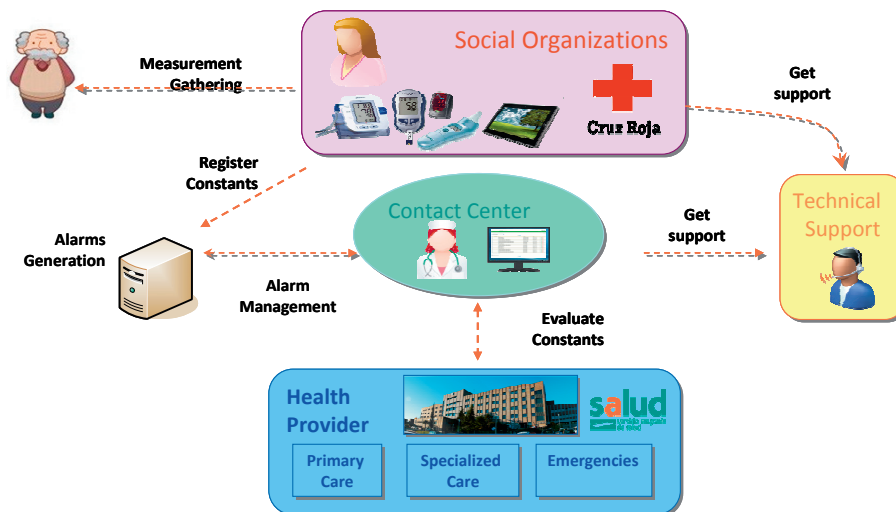 Social Organizations
Measurement
Gathering
Get
support
Cruz Roja
Register
Constants
Contact Center
Technical
Support
Get
support
Alarms
Generation
Alarm
Management
Evaluate
Constants
Health
Provider
salud
Primary
Care
Specialized
Care
Emergencies